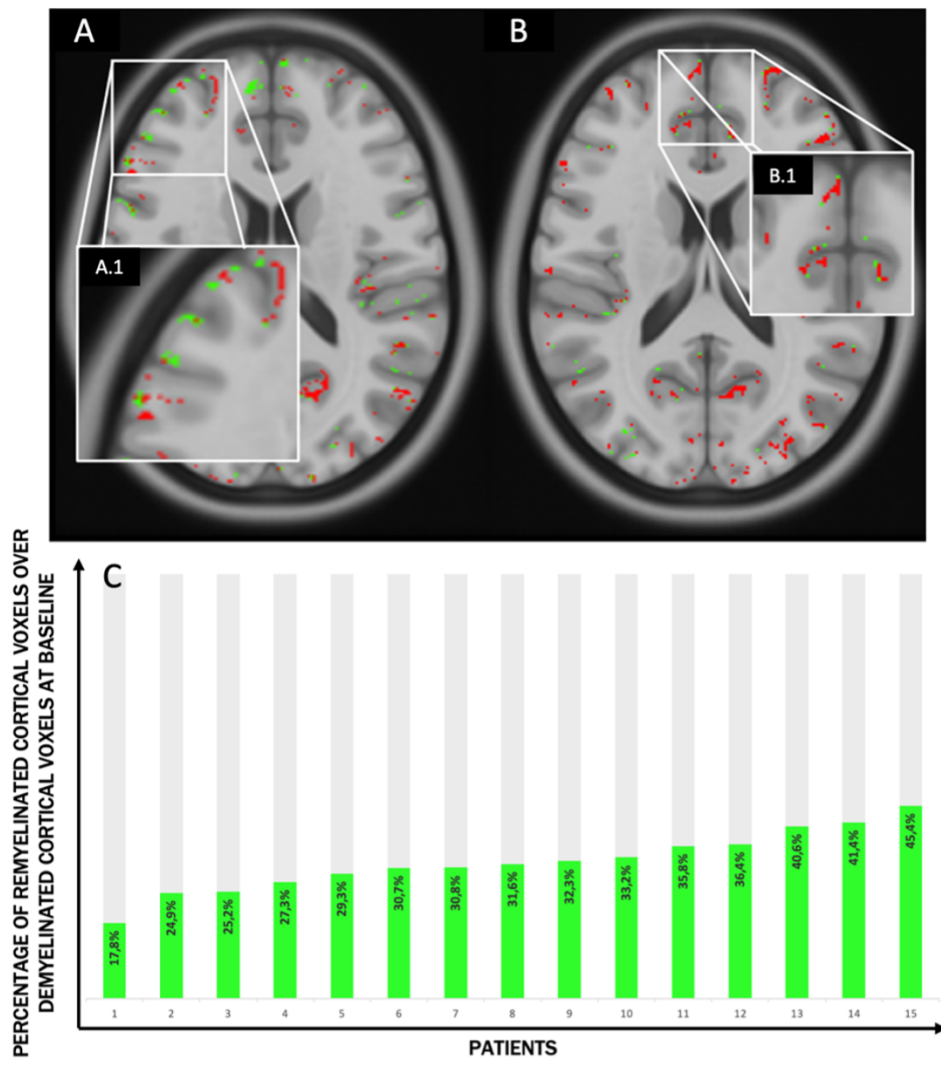 A
B
A.1
B.1
C
PERCENTAGE OF REMYELINATED CORTICAL VOXELS OVER
DEMYELINATED CORTICAL VOXELS AT BASELINE
17,8%
24,9%
25,2%
27,3%
29,3%
30,7%
30,8%
31,6%
32,3%
33,2%
35,8%
36,4%
40,6%
41,4%
45,4%
1 2 3 4 5 6 7 8 9 10 11 12 13 14 15
PATIENTS